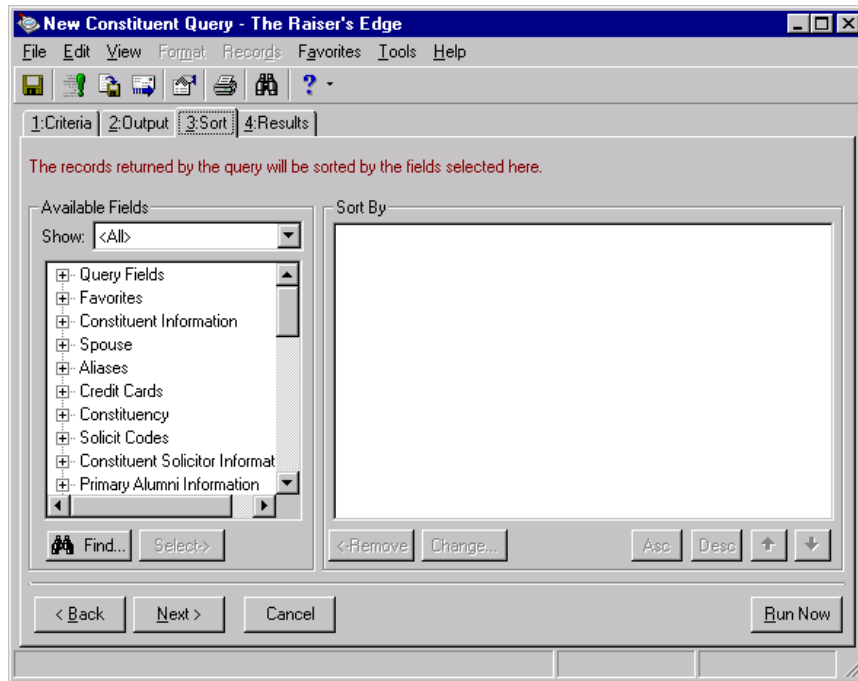 New Constituent Query - The Raiser's Edge
File Edit View Format Records Favorites Tools Help
1:Criteria 2:Output 3:Sort 4:Results
The records returned by the query will be sorted by the fields selected here.
Available Fields
Show: <All>
Query Fields
Favorites
Constituent Information
Spouse
Aliases
Credit Cards
Constituency
Solicit Codes
Constituent Solicitor Informat
Primary Alumni Information
Find... Select->
Sort By
<-Remove Change... Asc Desc
< Back Next > Cancel Run Now